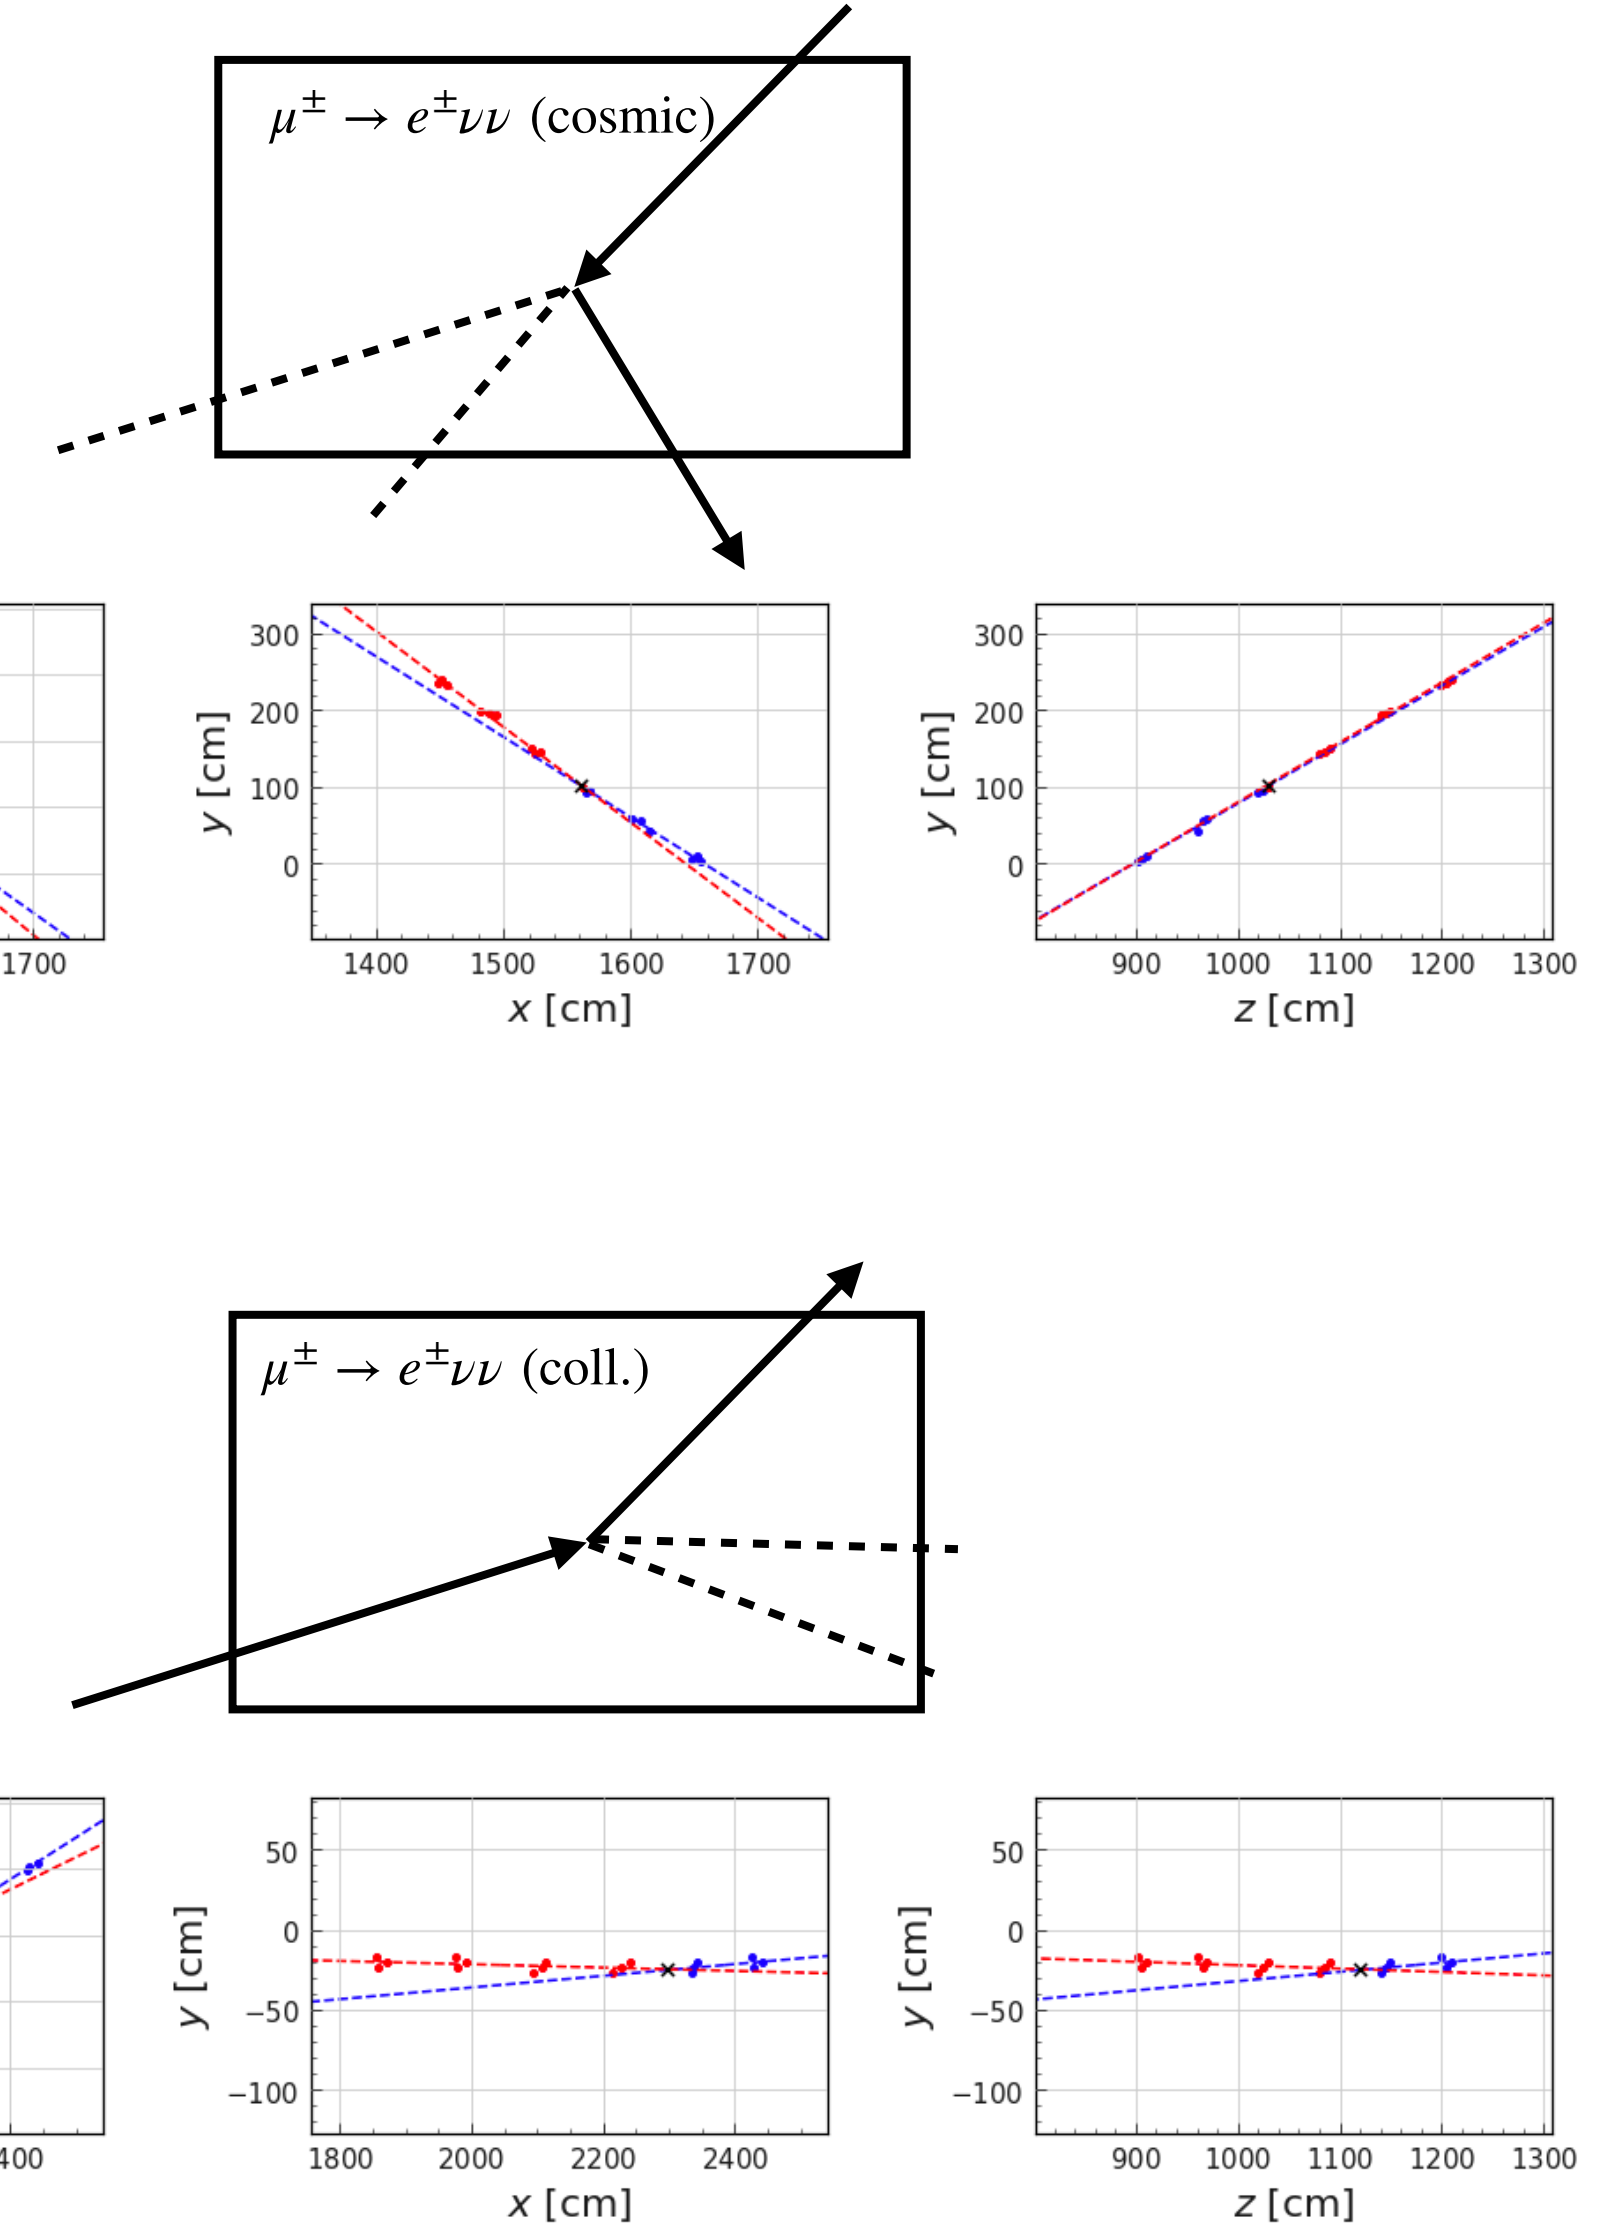 μ± → e±νν (cosmic)
300
200
100
0
y [cm]
1400 1500 1600 1700
x [cm]
300
200
100
0
y [cm]
900 1000 1100 1200 1300
z [cm]
1700
μ± → e±νν (coll.)
50
0
−50
−100
y [cm]
1800 2000 2200 2400
x [cm]
50
0
−50
−100
y [cm]
900 1000 1100 1200 1300
z [cm]